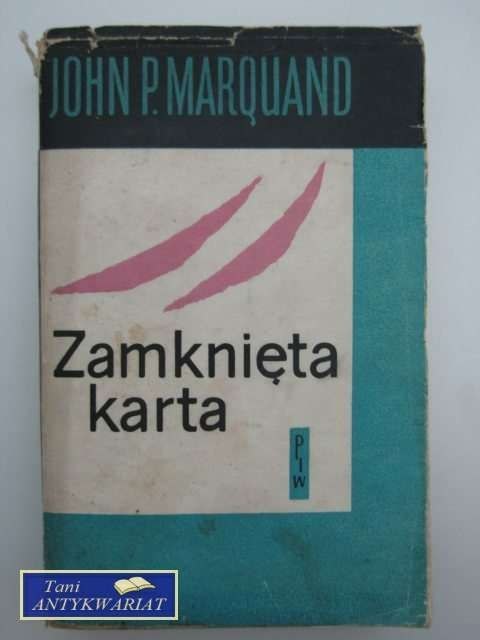 JOHN P. MARQUAND
Zamknięta
karta
PIW
Tani
ANTYKWARIAT